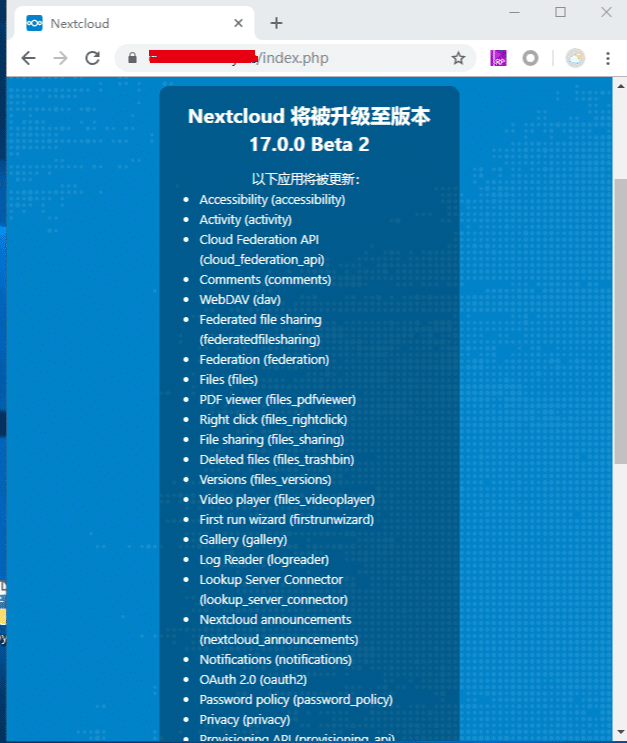 Nextcloud
/index.php
Nextcloud 将被升级至版本
17.0.0 Beta 2
以下应用将被更新：
Accessibility (accessibility)
Activity (activity)
Cloud Federation API
(cloud_federation_api)
Comments (comments)
WebDAV (dav)
Federated file sharing
(federatedfilesharing)
Federation (federation)
Files (files)
PDF viewer (files_pdfviewer)
Right click (files_rightclick)
File sharing (files_sharing)
Deleted files (files_trashbin)
Versions (files_versions)
Video player (files_videoplayer)
First run wizard (firstrunwizard)
Gallery (gallery)
Log Reader (logreader)
Lookup Server Connector
(lookup_server_connector)
Nextcloud announcements
(nextcloud_announcements)
Notifications (notifications)
OAuth 2.0 (oauth2)
Password policy (password_policy)
Privacy (privacy)
Provisioning API (provisioning_api)